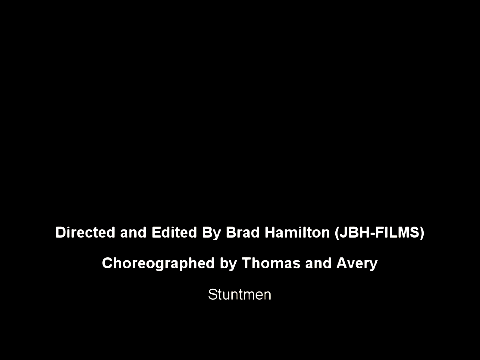 Directed and Edited By Brad Hamilton (JBH-FILMS)
Choreographed by Thomas and Avery
Stuntmen